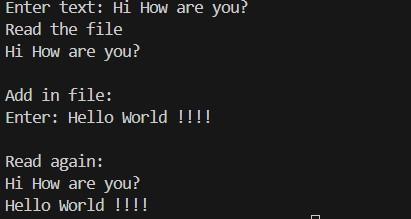 Enter text: Hi How are you?
Read the file
Hi How are you?

Add in file:
Enter: Hello World !!!!

Read again:
Hi How are you?
Hello World !!!!